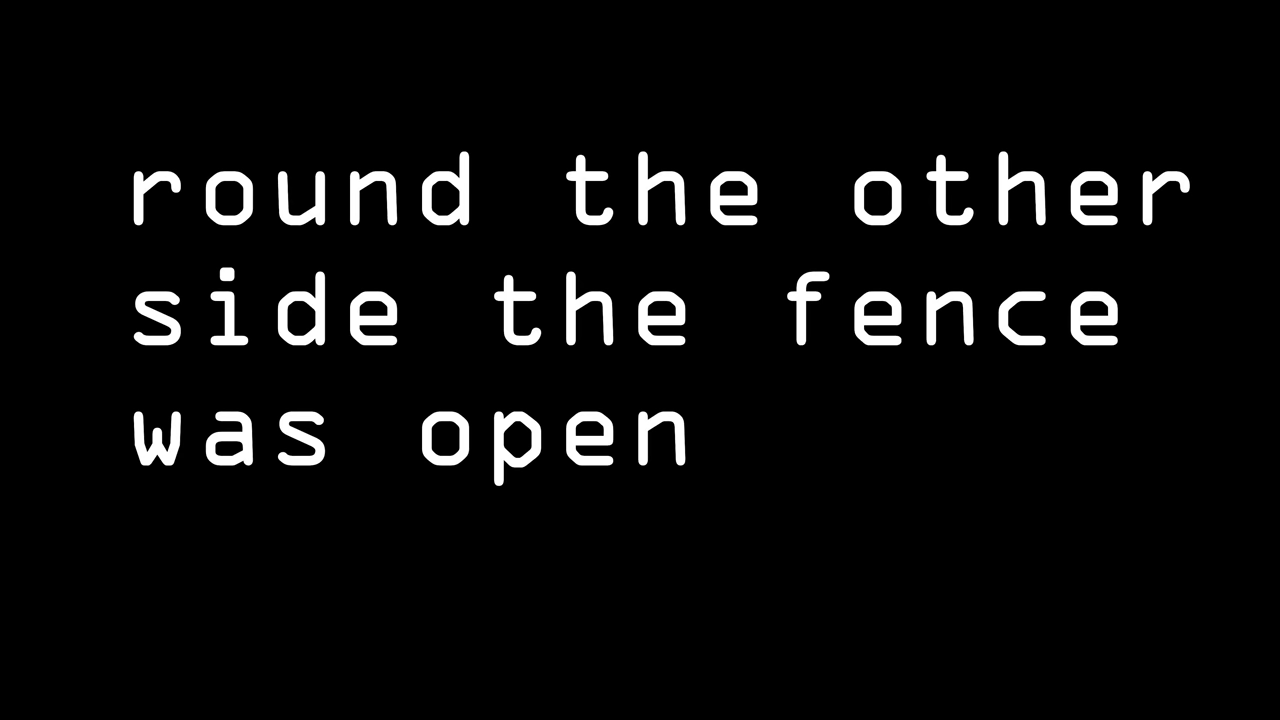 round the other
side the fence
was open